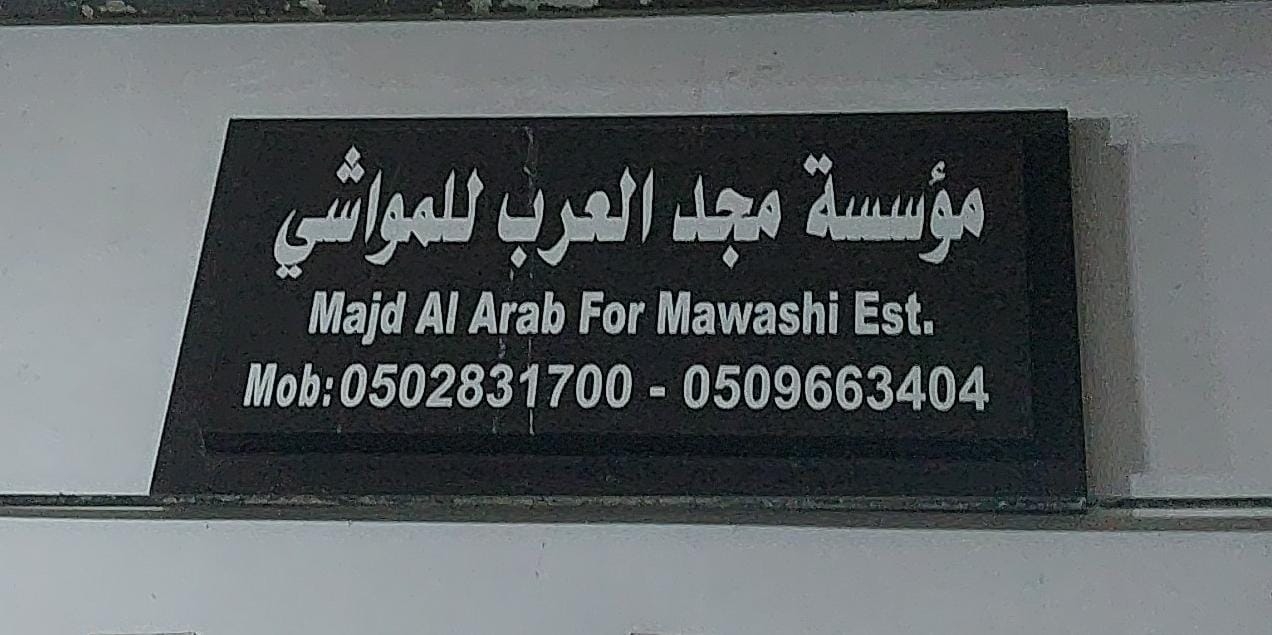 مؤسسة مجد العرب للمواشي
Majd Al Arab For Mawashi Est.
Mob:0502831700 - 0509663404